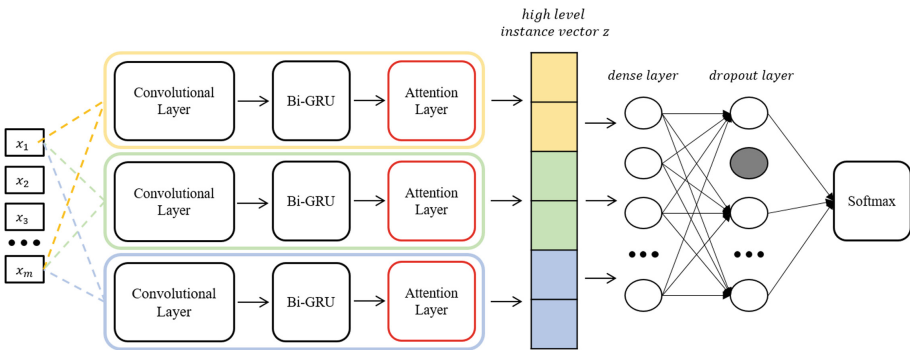 high level
instance vector z
dense layer
dropout layer
x₁
x₂
x₃
•••
xₘ
Convolutional
Layer
Bi-GRU
Attention
Layer
Convolutional
Layer
Bi-GRU
Attention
Layer
Convolutional
Layer
Bi-GRU
Attention
Layer
•••
•••
Softmax